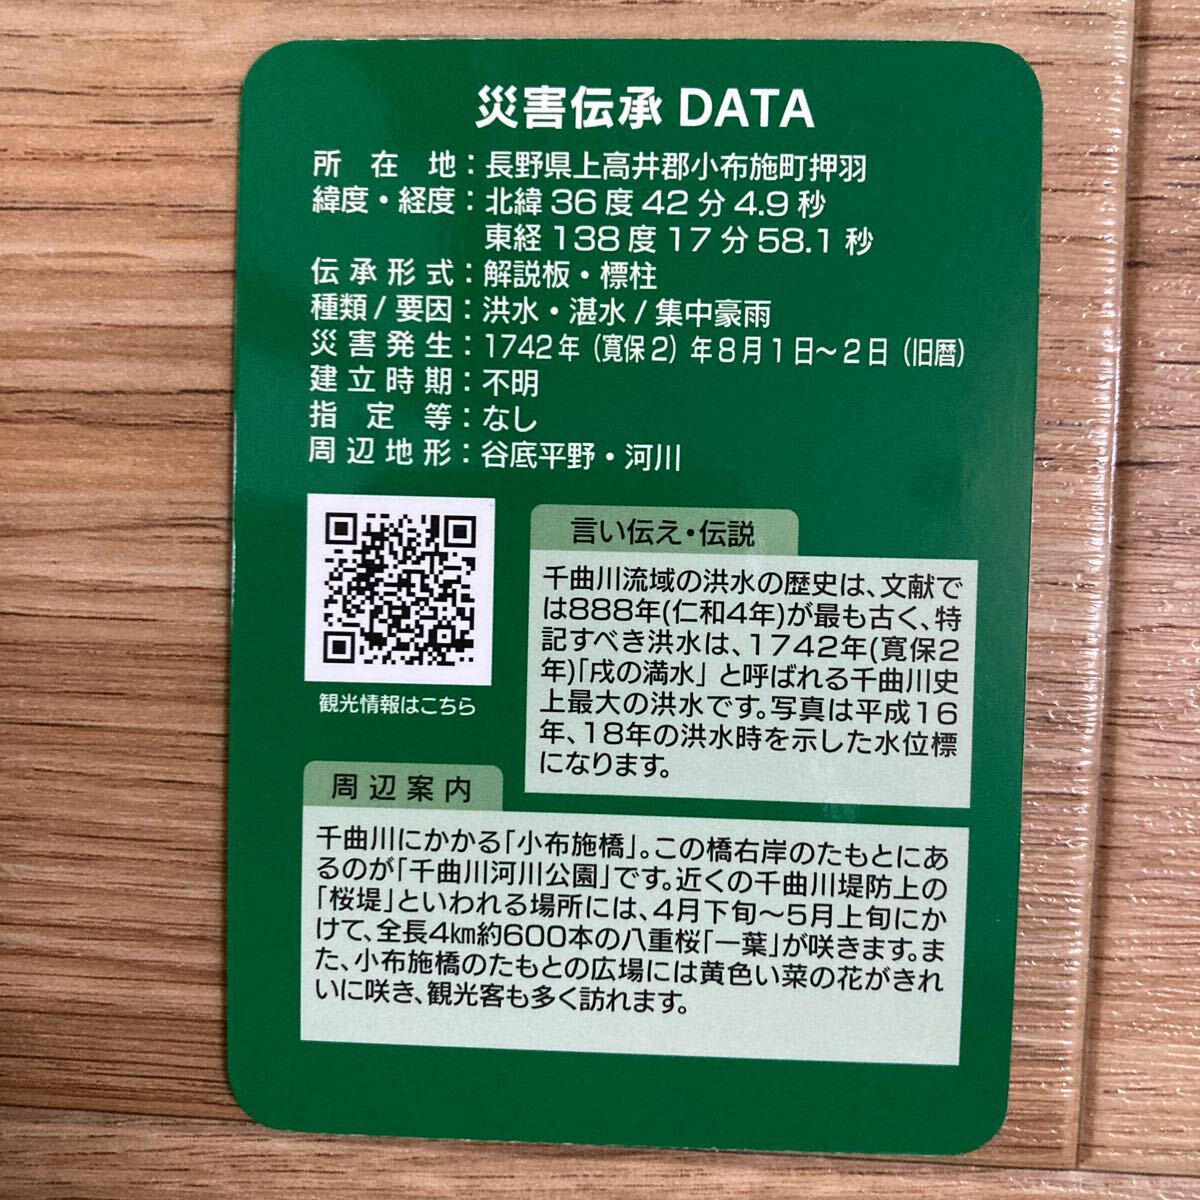 災害伝承 DATA
所在地：長野県上高井郡小布施町押羽
緯度・経度：北緯 36 度 42 分 4.9 秒
東経 138 度 17 分 58.1 秒
伝承形式：解説板・標柱
種類 / 要因：洪水・湛水 / 集中豪雨
災害発生：1742年（寛保2）年8月1日～2日（旧暦）
建立時期：不明
指定等：なし
周辺地形：谷底平野・河川
観光情報はこちら
言い伝え・伝説
千曲川流域の洪水の歴史は、文献で
は888年(仁和4年)が最も古く、特
記すべき洪水は、1742年(寛保2
年)「戌の満水」と呼ばれる千曲川史
上最大の洪水です。写真は平成16
年、18年の洪水時を示した水位標
になります。
周辺案内
千曲川にかかる「小布施橋」。この橋右岸のたもとにあ
るのが「千曲川河川公園」です。近くの千曲川堤防上の
「桜堤」といわれる場所には、4月下旬～5月上旬にか
けて、全長4㎞約600本の八重桜「一葉」が咲きます。ま
た、小布施橋のたもとの広場には黄色い菜の花がきれ
いに咲き、観光客も多く訪れます。